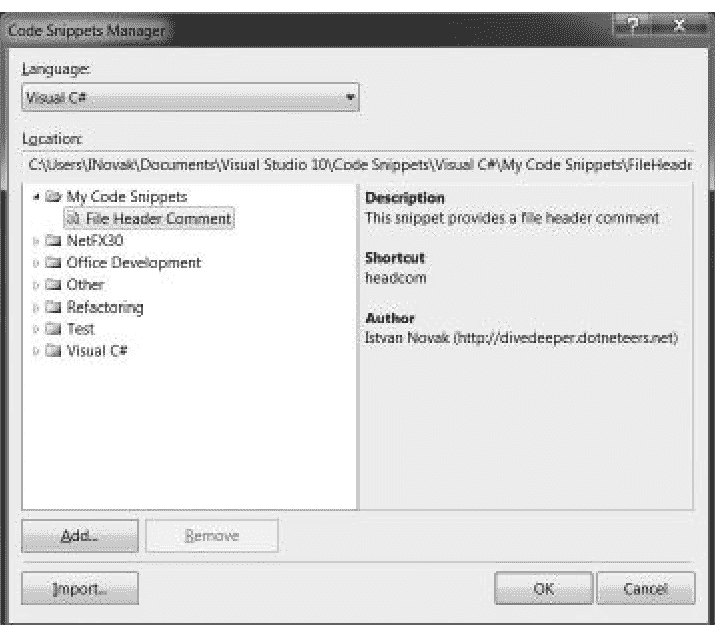 Code Snippets Manager
? X
Language:
Visual C#
Location:
C:\Users\INovak\Documents\Visual Studio 10\Code Snippets\Visual C#\My Code Snippets\FileHeade
My Code Snippets
File Header Comment
NetFX30
Office Development
Other
Refactoring
Test
Visual C#
Description
This snippet provides a file header comment
Shortcut
headcom
Author
Istvan Novak (http://divedeeper.dotneteers.net)
Add...
Remove
Import...
OK
Cancel